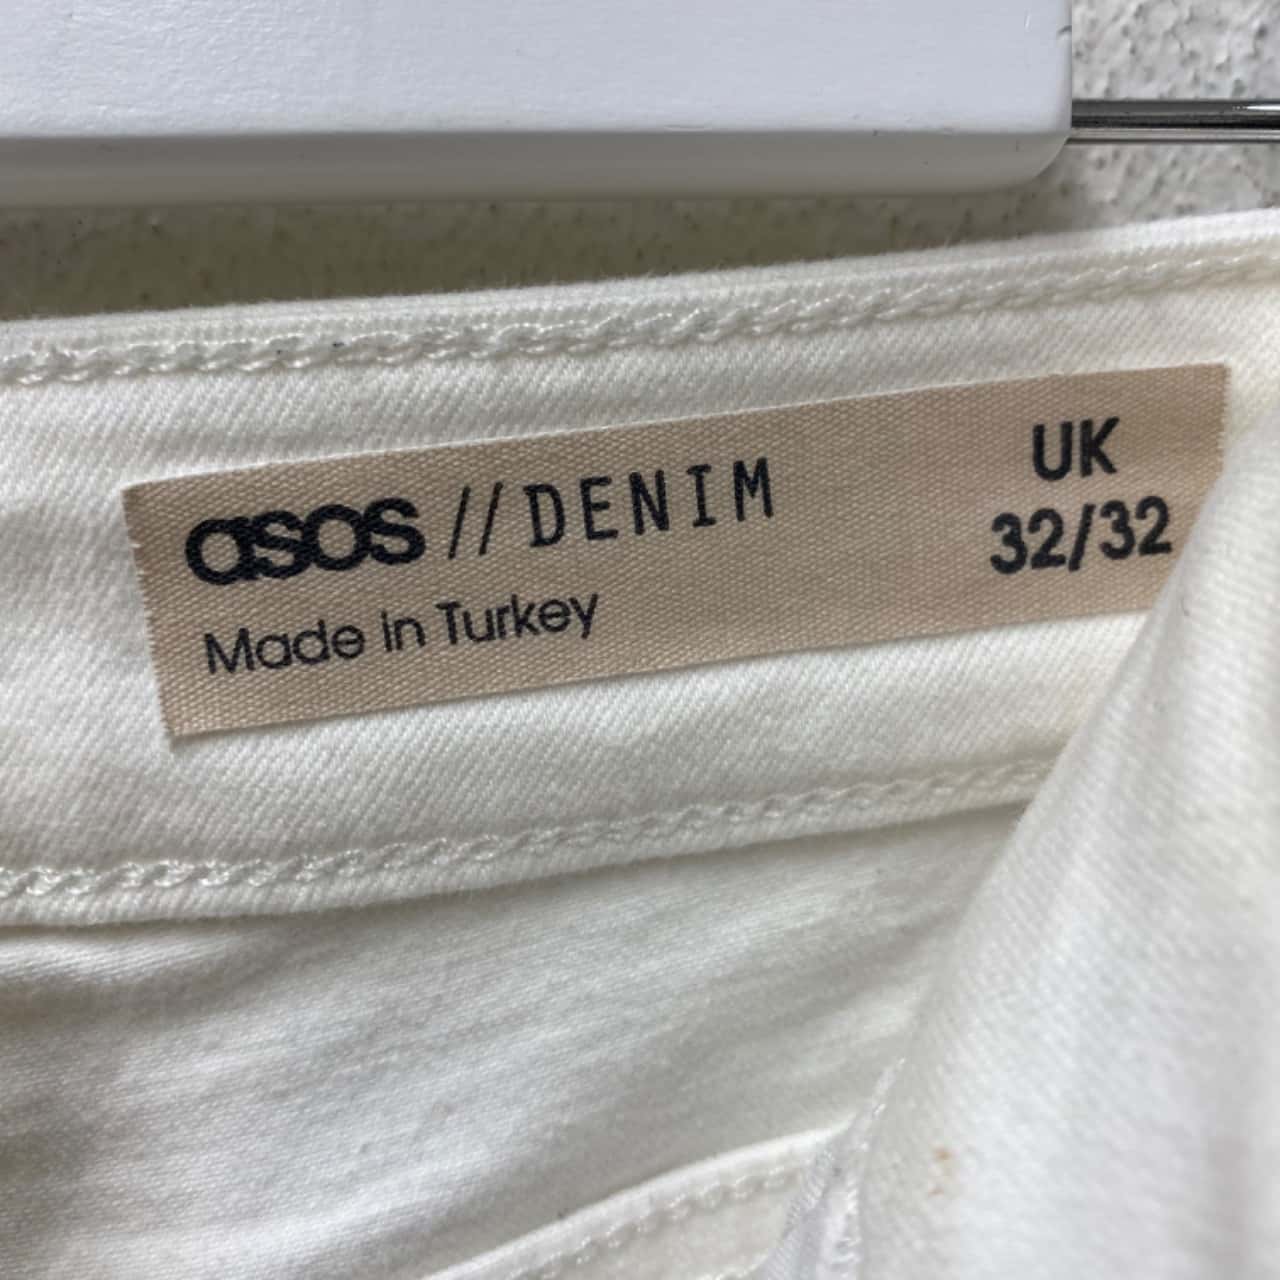 asos // DENIM
Made in Turkey
UK
32/32